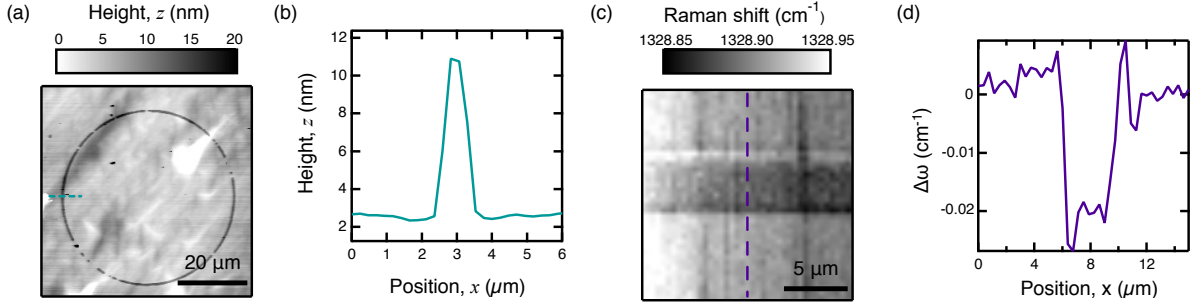 (a)
Height, z (nm)
0 5 10 15 20
20 µm
(b)
Height, z (nm)
12
10
8
6
4
2
0 1 2 3 4 5 6
Position, x (µm)
(c)
Raman shift (cm⁻¹)
1328.85 1328.90 1328.95
5 µm
(d)
Δω (cm⁻¹)
0
-0.01
-0.02
0 4 8 12
Position, x (µm)